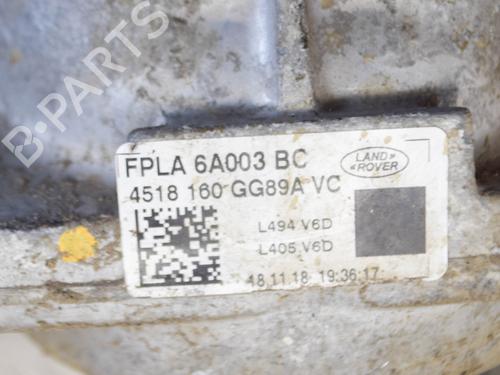 B-PARTS
FPLA 6A003 BC
LAND
ROVER
4518 160 GG89A VC
L494 V6D
L405 V6D
18.11.18 19:36:17